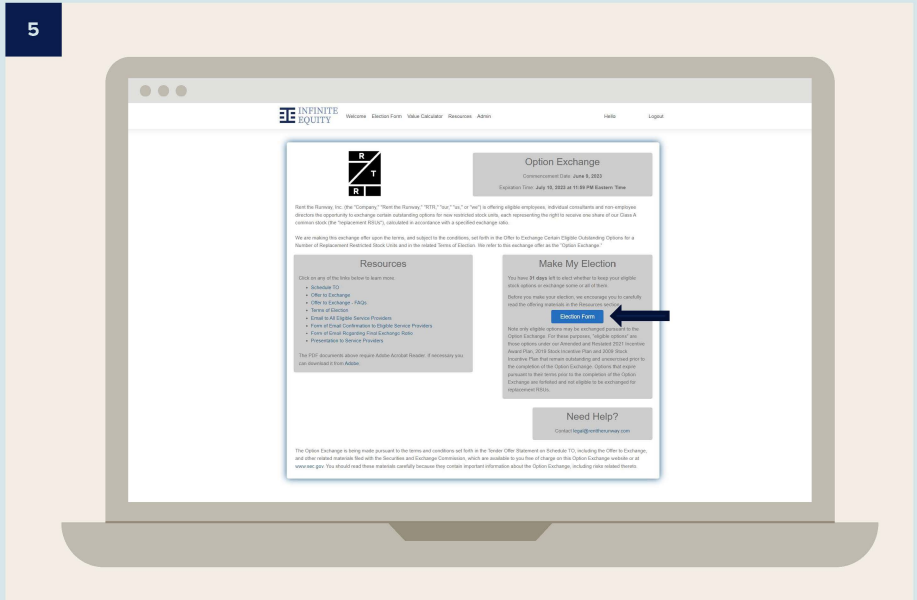 5
INFINITE
EQUITY
Welcome Election Form Value Calculator Resources Admin Hello Logout
R
T
R
Option Exchange
Commencement Date: June 8, 2023
Expiration Time: July 10, 2023 at 11:59 PM Eastern Time
Rent the Runway, Inc. (the "Company," "Rent the Runway," "RTR," "our," "us," or "we") is offering eligible employees, individual consultants and non-employee
directors the opportunity to exchange certain outstanding options for new restricted stock units, each representing the right to receive one share of our Class A
common stock (the "replacement RSUs"), calculated in accordance with a specified exchange ratio.
We are making this exchange offer upon the terms, and subject to the conditions, set forth in the Offer to Exchange Certain Eligible Outstanding Options for a
Number of Replacement Restricted Stock Units and in the related Terms of Election. We refer to this exchange offer as the "Option Exchange."
Resources
Click on any of the links below to learn more.
• Schedule TO
• Offer to Exchange
• Offer to Exchange - FAQs
• Terms of Election
• Email to All Eligible Service Providers
• Form of Email Confirmation to Eligible Service Providers
• Form of Email Regarding Final Exchange Ratio
• Presentation to Service Providers
The PDF documents above require Adobe Acrobat Reader. If necessary you
can download it from Adobe.
Make My Election
You have 31 days left to elect whether to keep your eligible
stock options or exchange some or all of them.
Before you make your election, we encourage you to carefully
read the offering materials in the Resources section.
Election Form
Note only eligible options may be exchanged pursuant to the
Option Exchange. For these purposes, "eligible options" are
those options under our Amended and Restated 2021 Incentive
Award Plan, 2019 Stock Incentive Plan and 2009 Stock
Incentive Plan that remain outstanding and unexercised prior to
the completion of the Option Exchange. Options that expire
pursuant to their terms prior to the completion of the Option
Exchange are forfeited and not eligible to be exchanged for
replacement RSUs.
Need Help?
Contact legal@renttherunway.com
The Option Exchange is being made pursuant to the terms and conditions set forth in the Tender Offer Statement on Schedule TO, including the Offer to Exchange,
and other related materials filed with the Securities and Exchange Commission, which are available to you free of charge on this Option Exchange website or at
www.sec.gov. You should read these materials carefully because they contain important information about the Option Exchange, including risks related thereto.